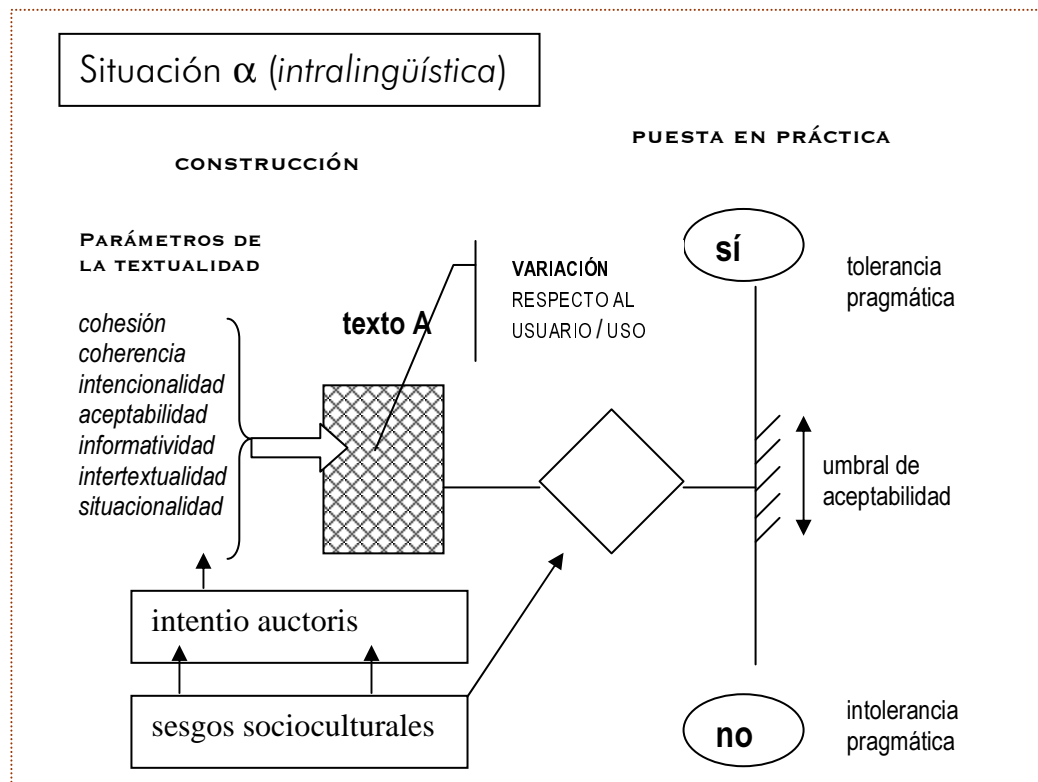 Situación α (intralingüística)
PUESTA EN PRÁCTICA
CONSTRUCCIÓN
PARÁMETROS DE
LA TEXTUALIDAD
cohesión
coherencia
intencionalidad
aceptabilidad
informatividad
intertextualidad
situacionalidad
texto A
VARIACIÓN
RESPECTO AL
USUARIO / USO
sí
tolerancia
pragmática
umbral de
aceptabilidad
intentio auctoris
sesgos socioculturales
no
intolerancia
pragmática